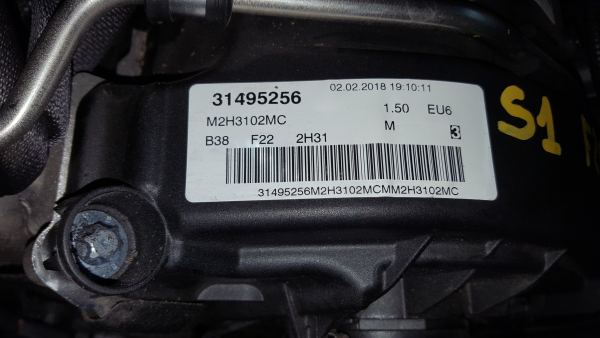 31495256 02.02.2018 19:10:11
M2H3102MC 1.50 EU6
B38 F22 2H31 M 3
31495256M2H3102MCMM2H3102MC
S1